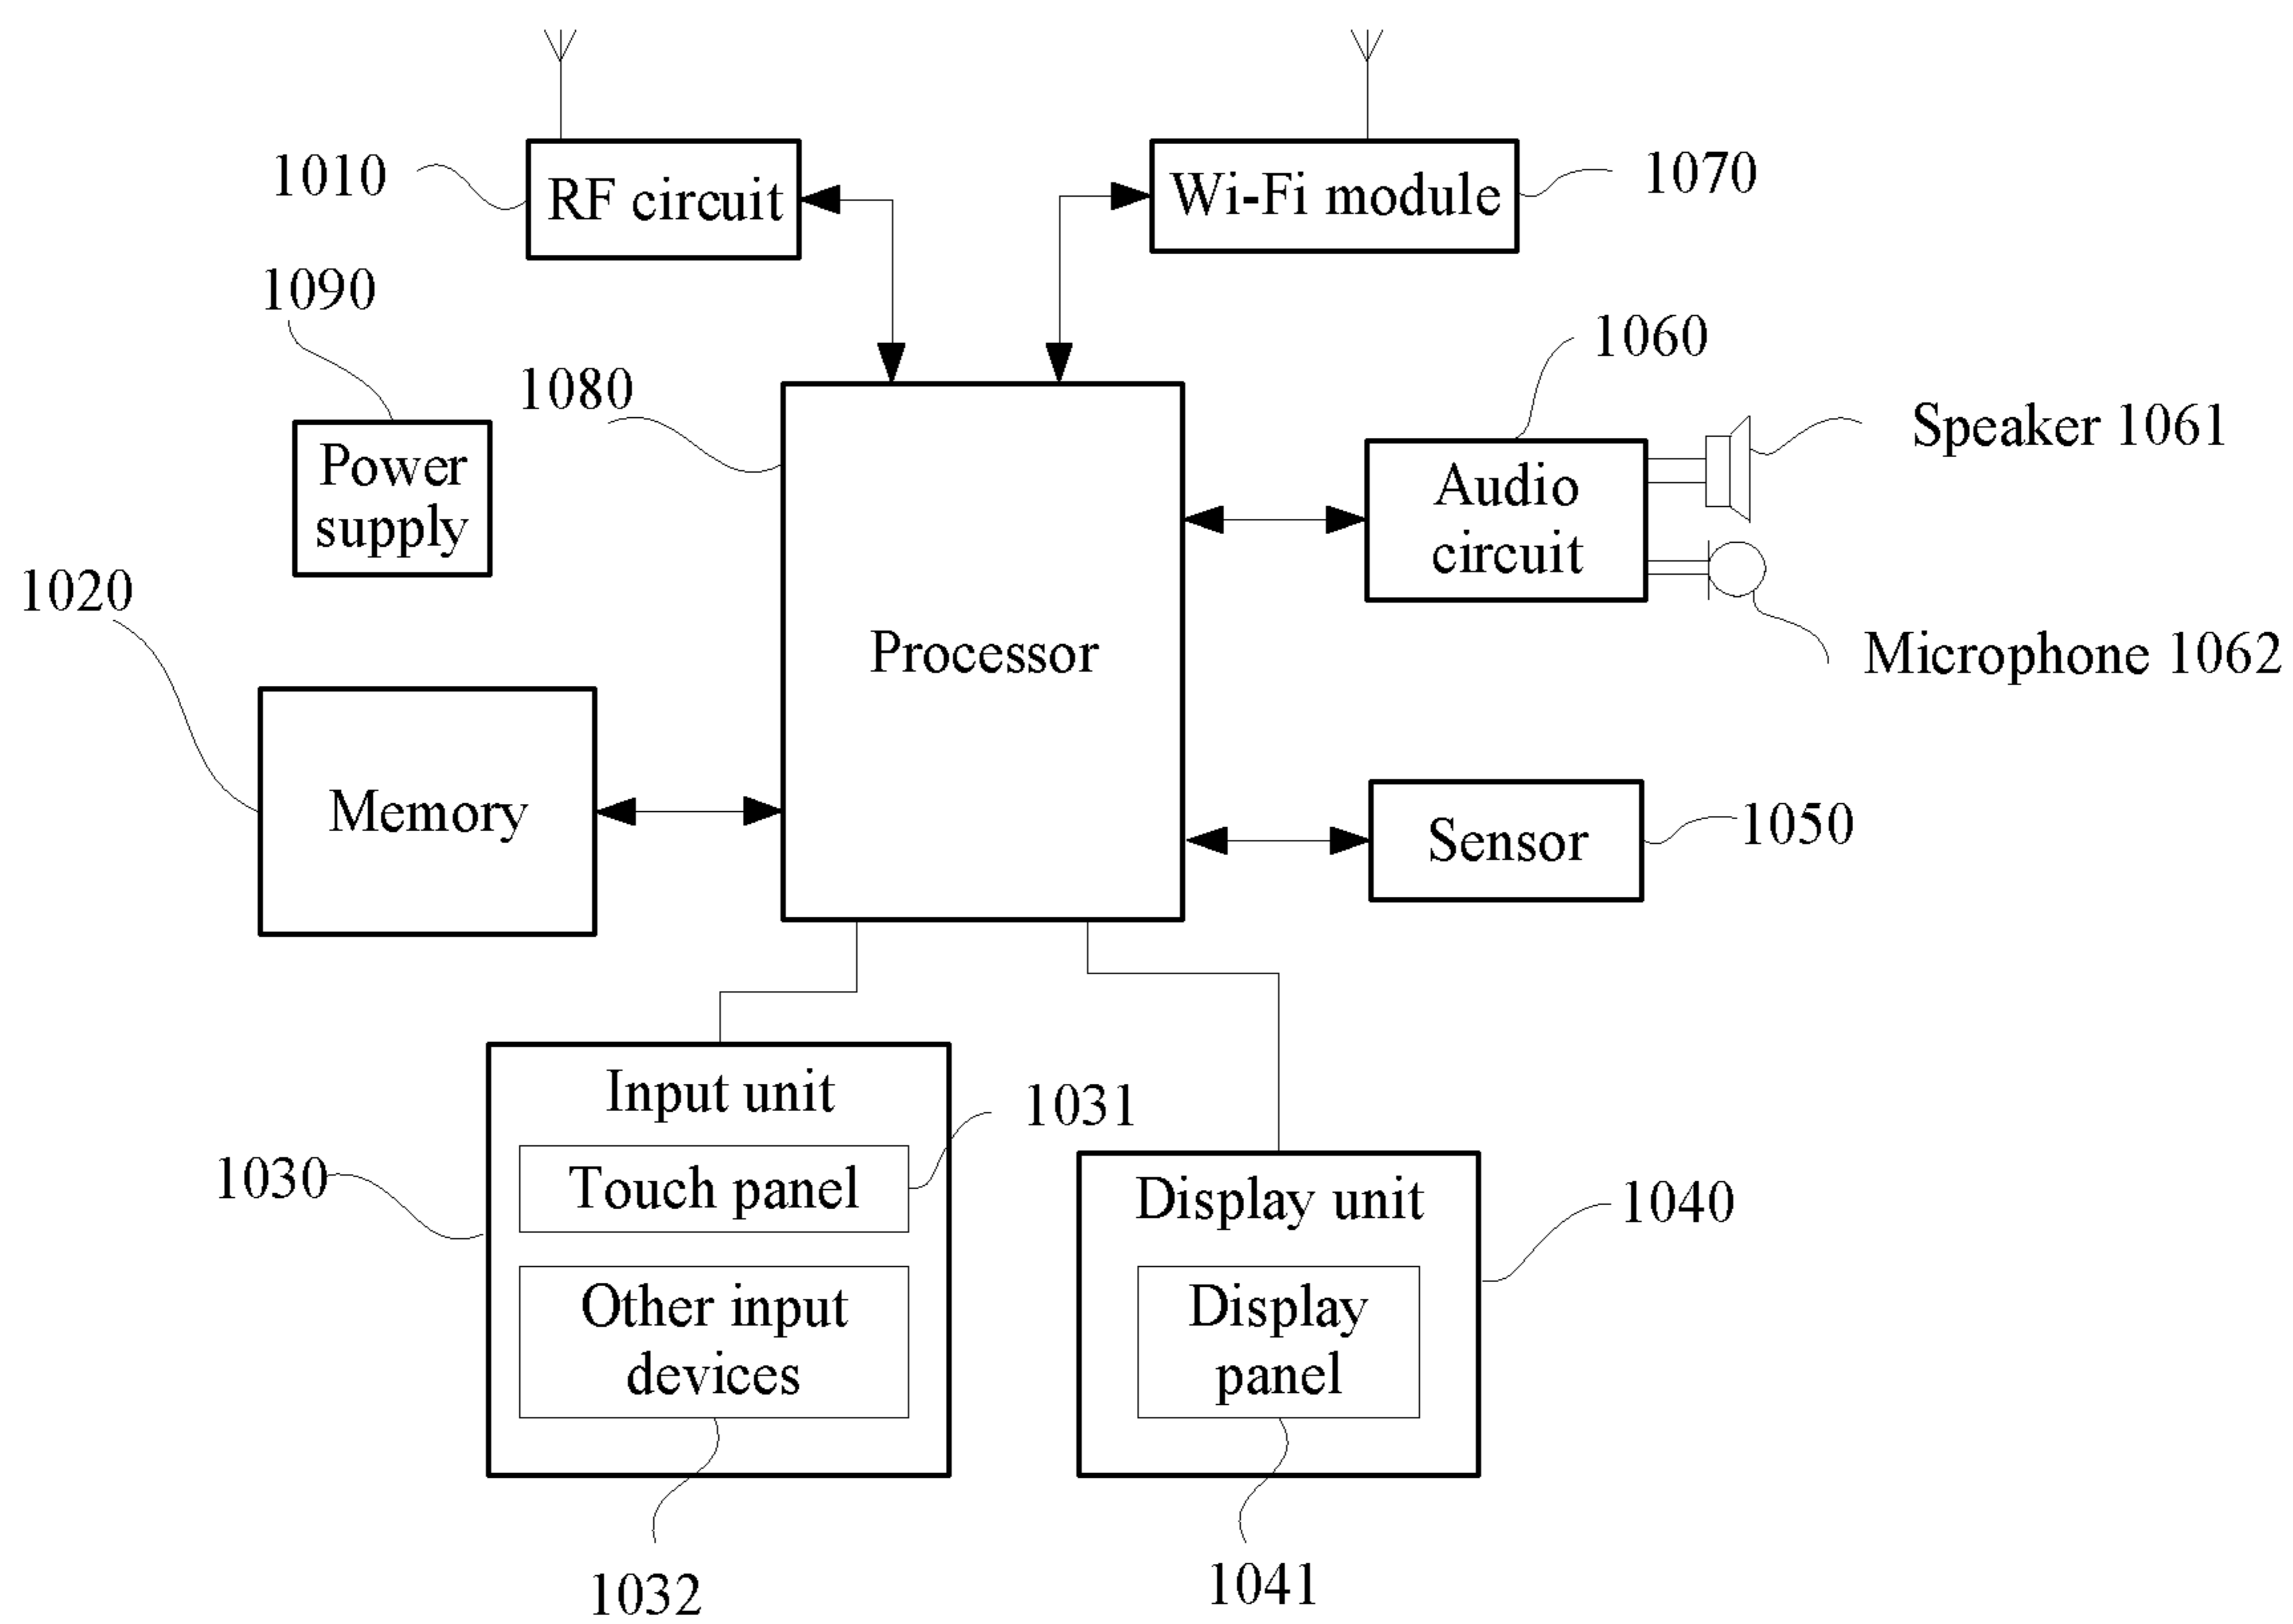 1010
RF circuit
Wi-Fi module
1070
1090
1060
1080
Speaker 1061
Power
supply
Audio
circuit
1020
Processor
Microphone 1062
Memory
Sensor
1050
Input unit
1031
1030
Touch panel
Display unit
1040
Other input
devices
Display
panel
1032
1041